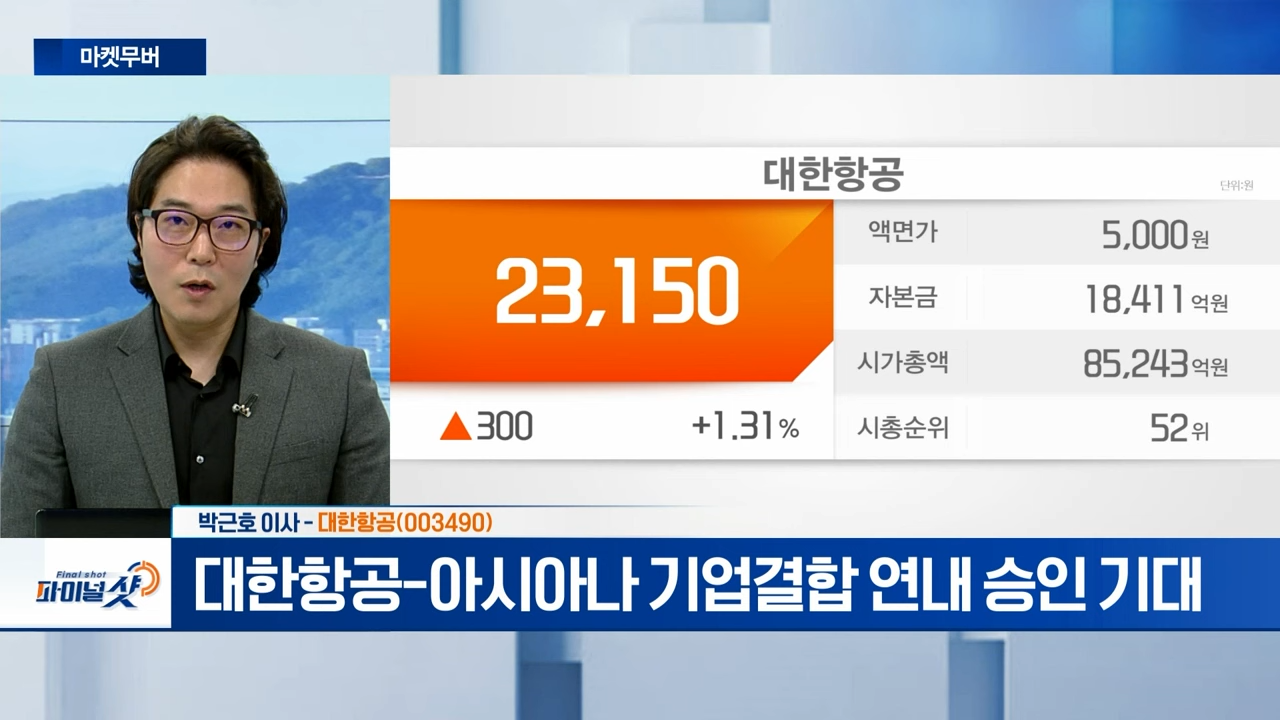 마켓무버
대한항공
단위:원
23,150
▲300 +1.31%
액면가 5,000원
자본금 18,411억원
시가총액 85,243억원
시총순위 52위
박근호 이사 - 대한항공(003490)
Final shot
파이널샷
대한항공-아시아나 기업결합 연내 승인 기대